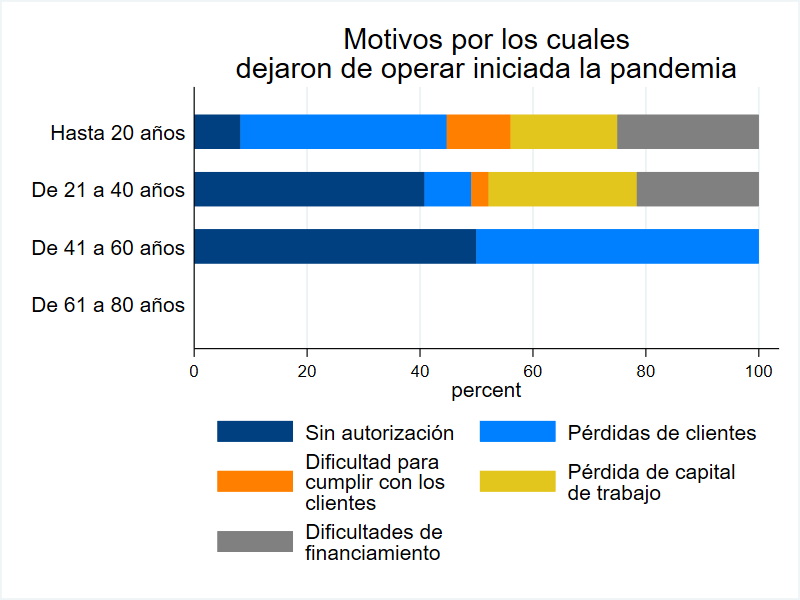 Motivos por los cuales
dejaron de operar iniciada la pandemia
Hasta 20 años
De 21 a 40 años
De 41 a 60 años
De 61 a 80 años
0 20 40 60 80 100
percent
Sin autorización
Pérdidas de clientes
Dificultad para
cumplir con los
clientes
Pérdida de capital
de trabajo
Dificultades de
financiamiento